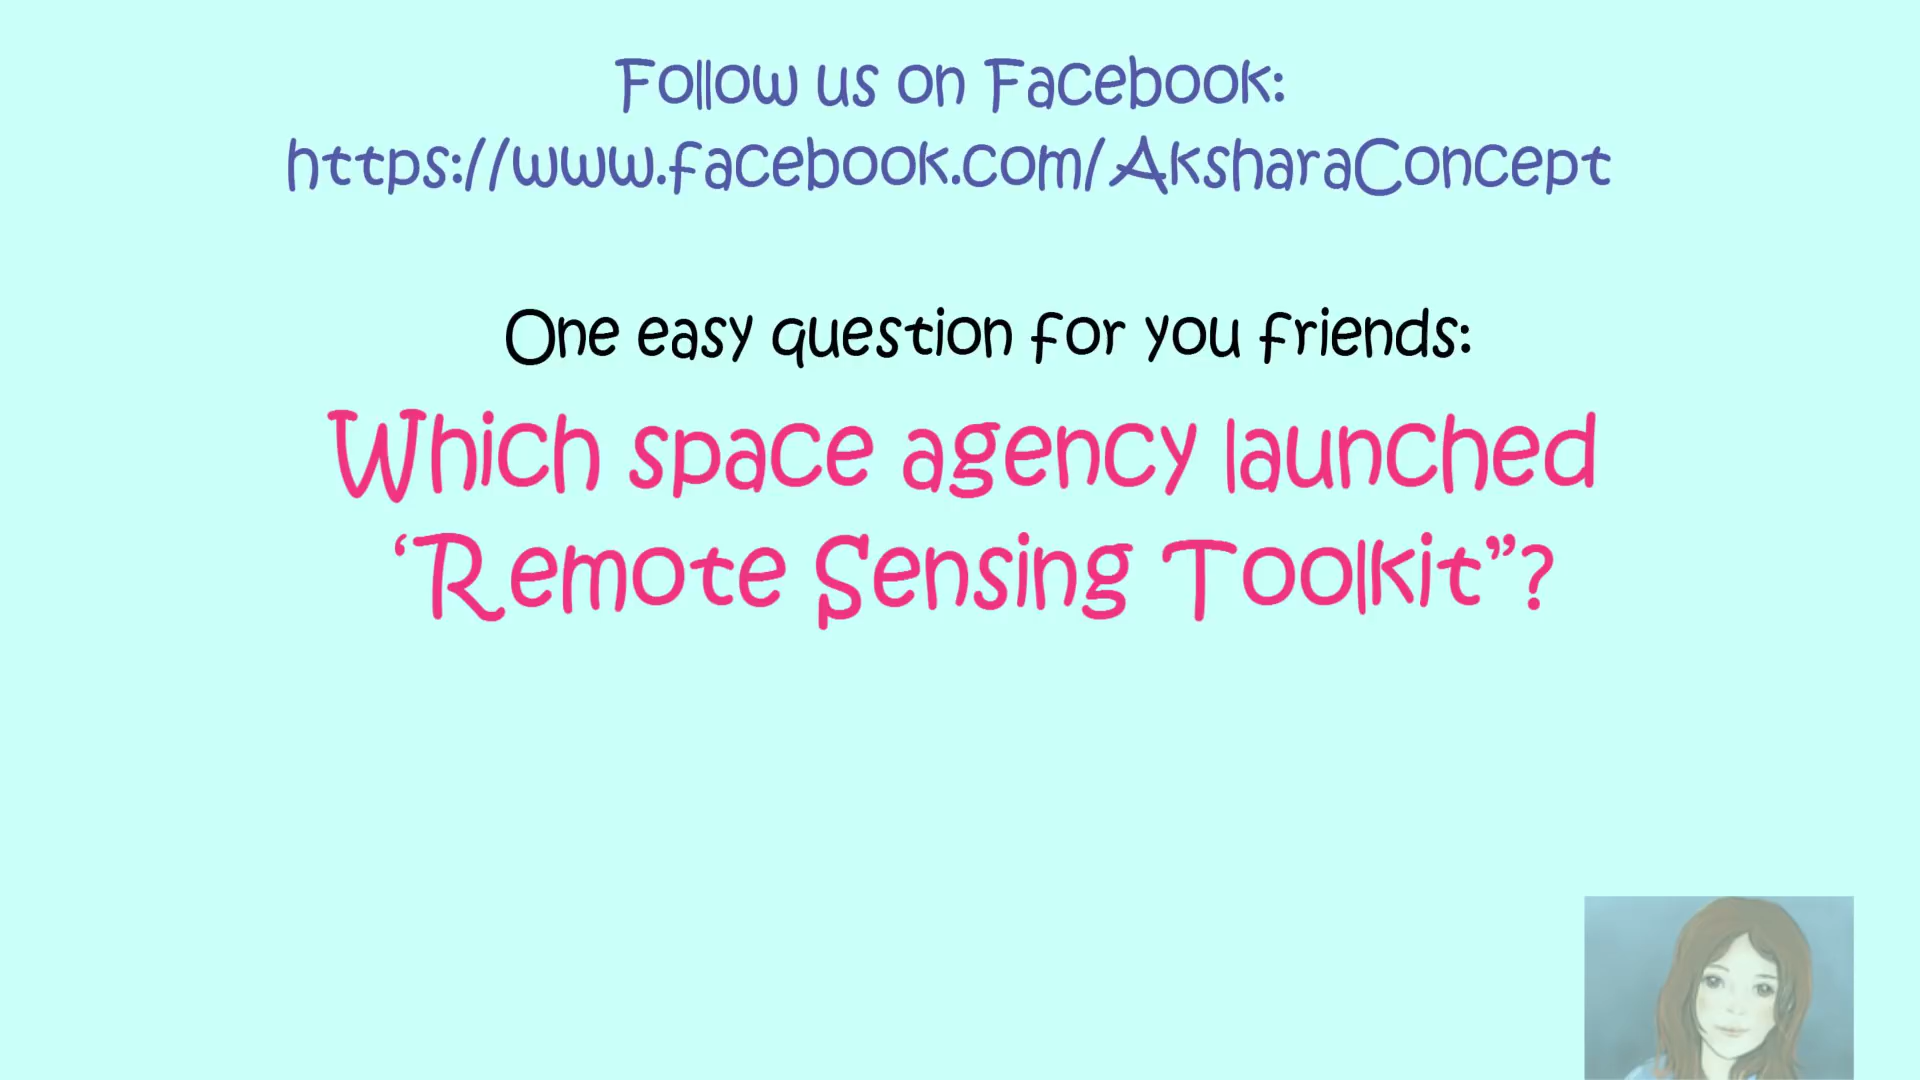 Follow us on Facebook:
https://www.facebook.com/AksharaConcept
One easy question for you friends:
Which space agency launched
‘Remote Sensing Toolkit”?